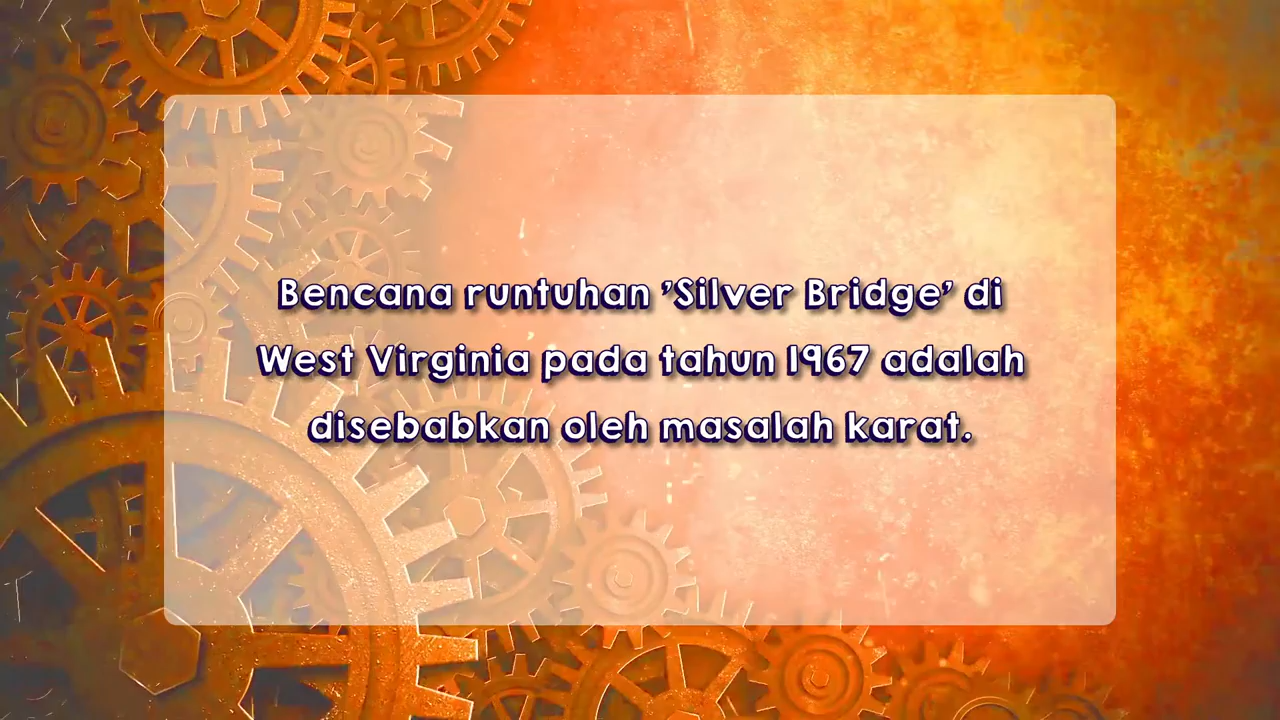 Bencana runtuhan 'Silver Bridge' di
West Virginia pada tahun 1967 adalah
disebabkan oleh masalah karat.